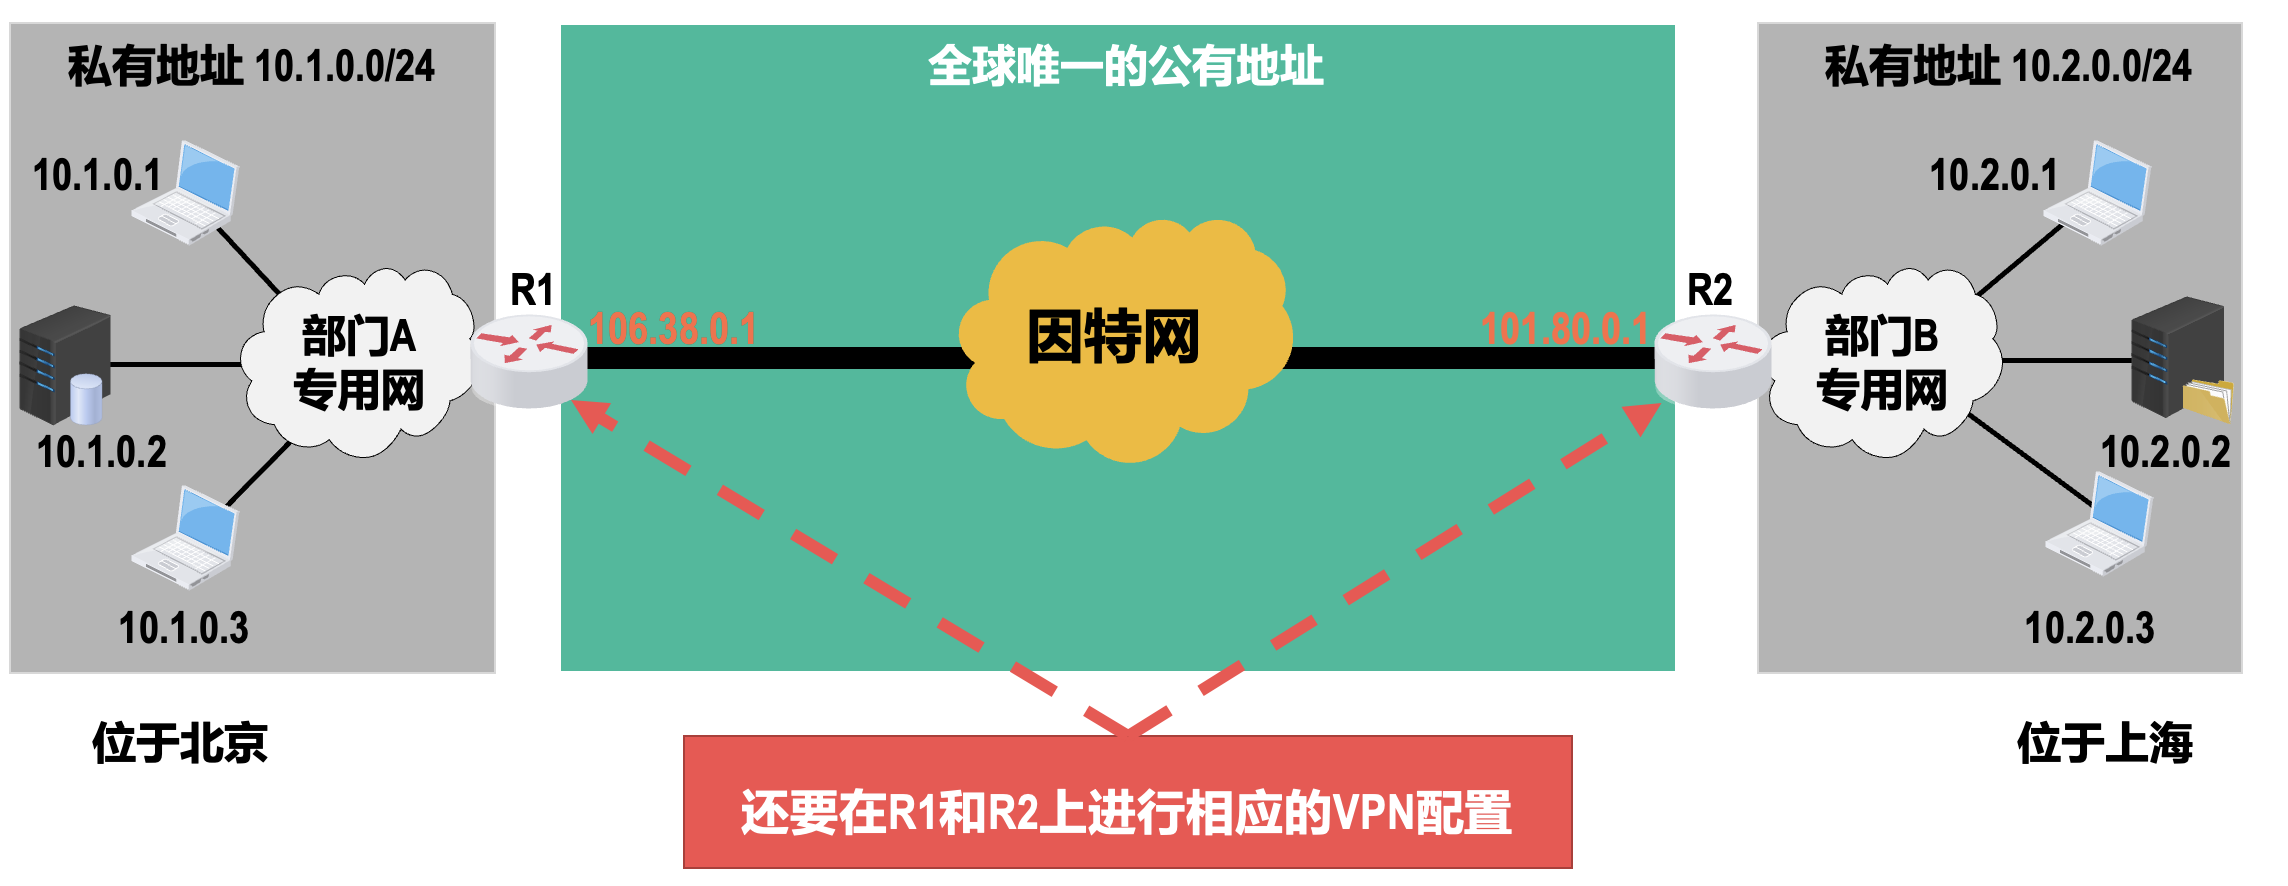 私有地址 10.1.0.0/24
全球唯一的公有地址
私有地址 10.2.0.0/24
10.1.0.1
10.2.0.1
R1
R2
106.38.0.1
101.80.0.1
因特网
部门A
专用网
部门B
专用网
10.1.0.2
10.2.0.2
10.1.0.3
10.2.0.3
位于北京
位于上海
还要在R1和R2上进行相应的VPN配置